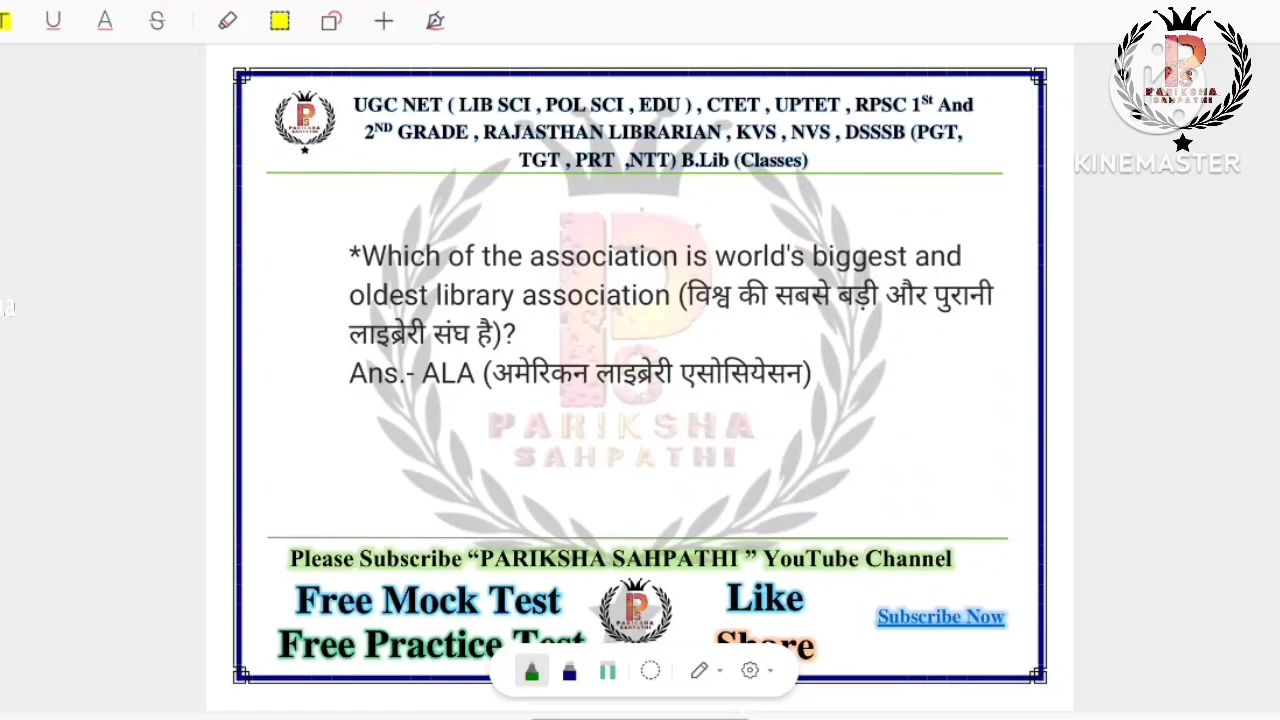 UGC NET ( LIB SCI , POL SCI , EDU ) , CTET , UPTET , RPSC 1St And
2ND GRADE , RAJASTHAN LIBRARIAN , KVS , NVS , DSSSB (PGT,
TGT , PRT ,NTT) B.Lib (Classes)
KINEMASTER
*Which of the association is world's biggest and
oldest library association (विश्व की सबसे बड़ी और पुरानी
लाइब्रेरी संघ है)?
Ans.- ALA (अमेरिकन लाइब्रेरी एसोसियेसन)
PARIKSHA
SAHPATHI
Please Subscribe “PARIKSHA SAHPATHI ” YouTube Channel
Free Mock Test
Like
Subscribe Now
Free Practice Test
Share